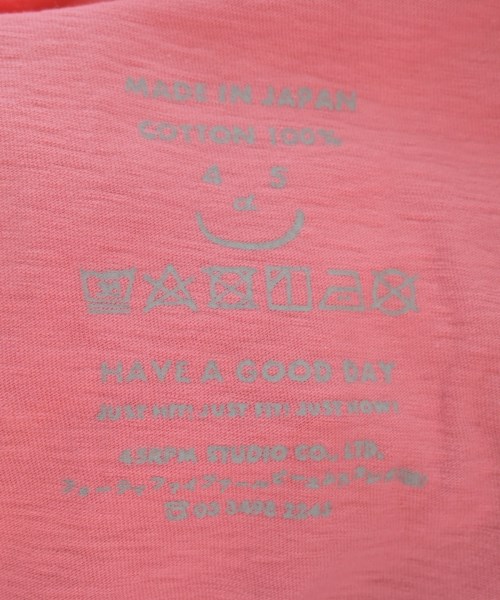 MADE IN JAPAN
COTTON 100%
4 5
HAVE A GOOD DAY
JUST HIT! JUST FIT! JUST NOW!
45RPM STUDIO CO., LTD.